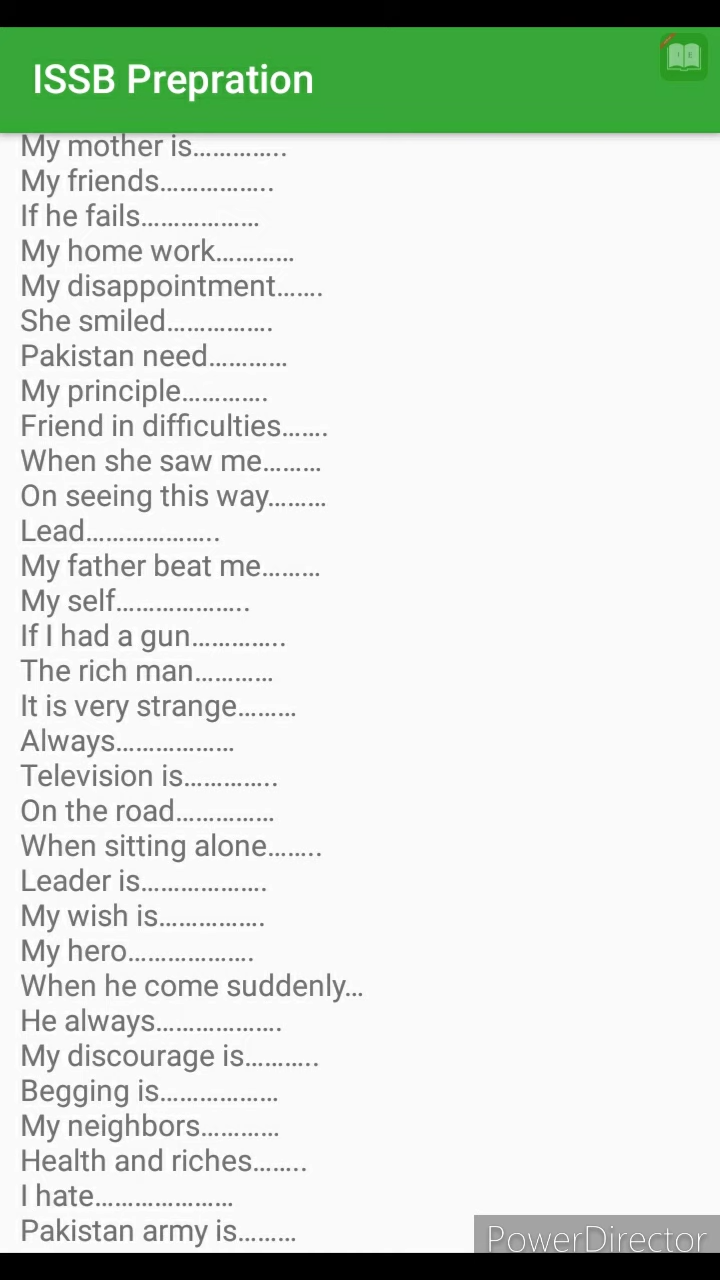 ISSB Prepration
My mother is…………..
My friends……………..
If he fails………………
My home work…………
My disappointment…….
She smiled…………….
Pakistan need…………
My principle………….
Friend in difficulties…….
When she saw me………
On seeing this way………
Lead………………..
My father beat me………
My self………………..
If I had a gun…………..
The rich man…………
It is very strange………
Always………………
Television is…………..
On the road……………
When sitting alone……..
Leader is……………….
My wish is…………….
My hero……………….
When he come suddenly…
He always……………….
My discourage is………..
Begging is………………
My neighbors…………
Health and riches……..
I hate…………………
Pakistan army is………
PowerDirector